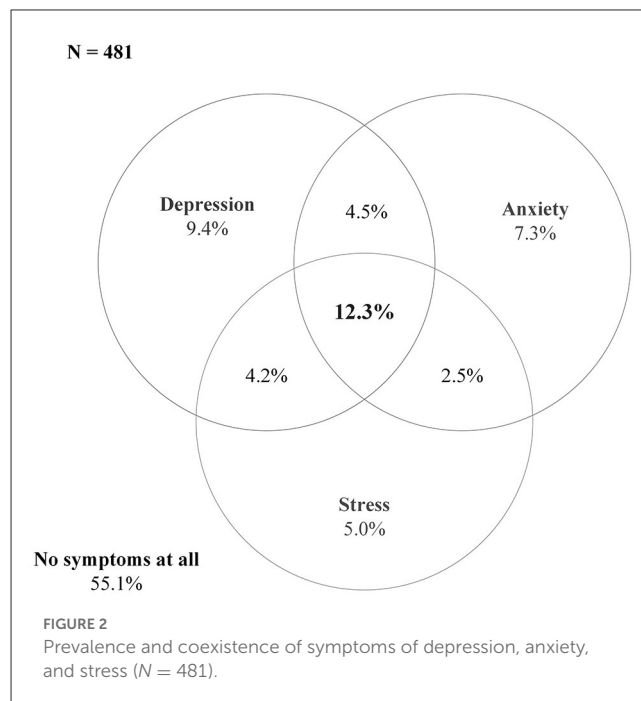 N = 481
Depression
9.4%
4.5%
Anxiety
7.3%
12.3%
4.2%
2.5%
Stress
5.0%
No symptoms at all
55.1%
FIGURE 2
Prevalence and coexistence of symptoms of depression, anxiety,
and stress (N = 481).